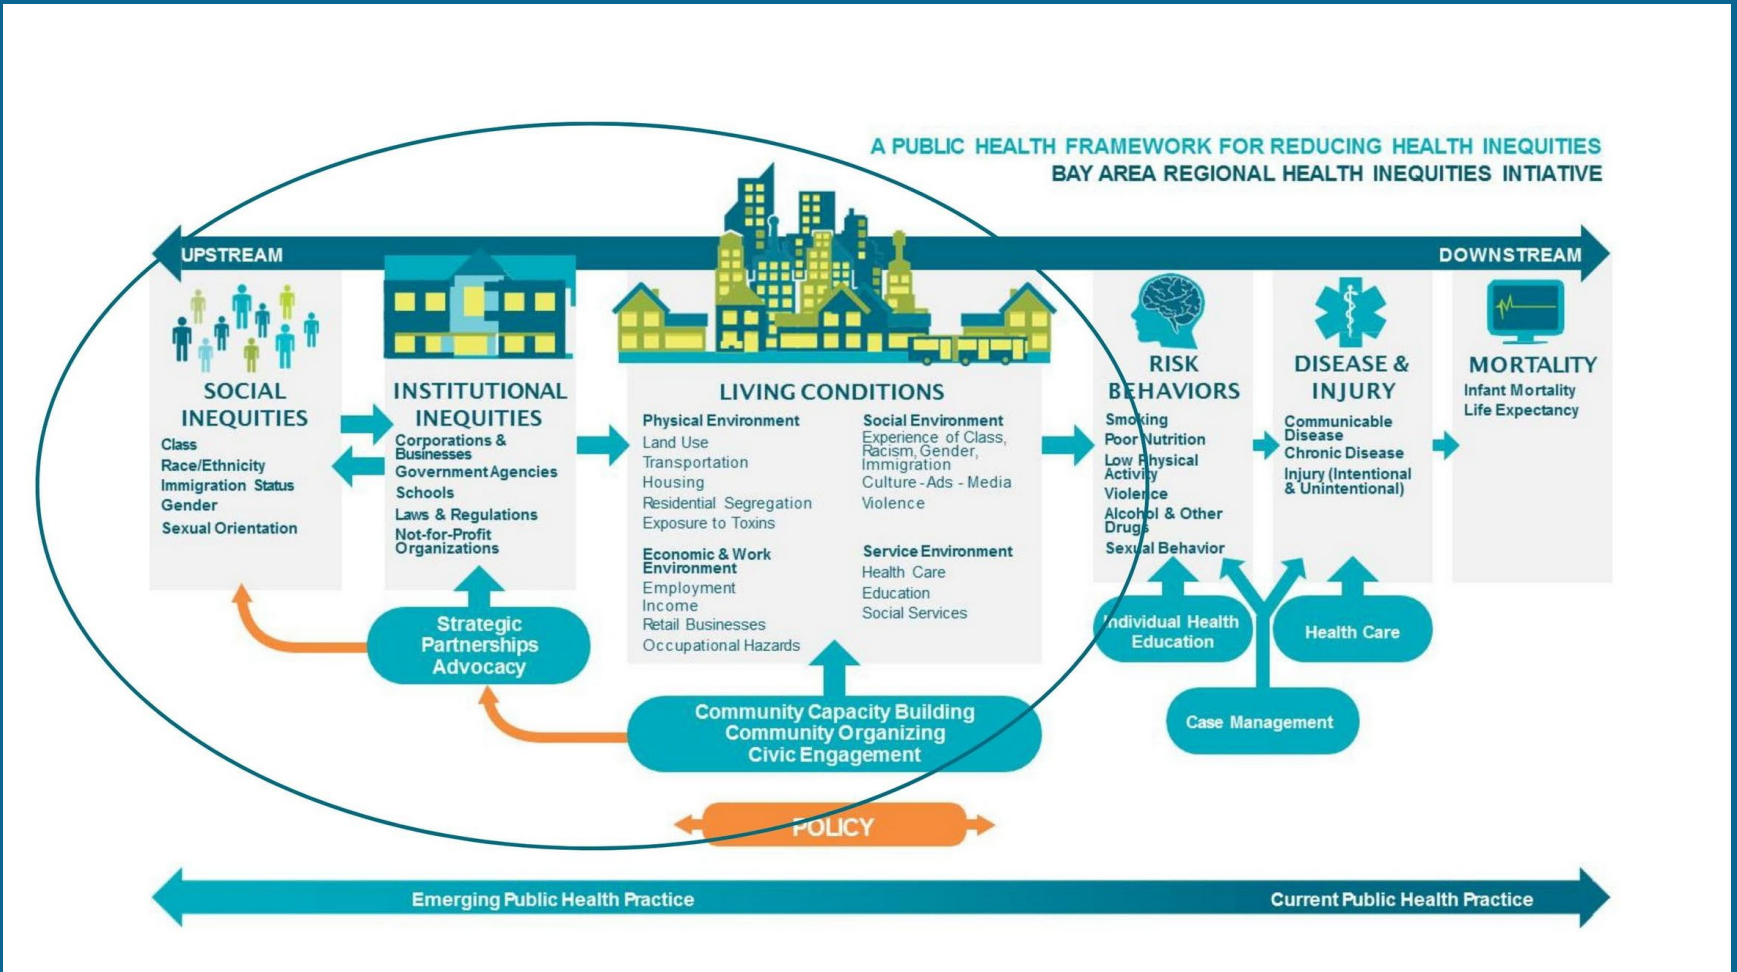 A PUBLIC HEALTH FRAMEWORK FOR REDUCING HEALTH INEQUITIES
BAY AREA REGIONAL HEALTH INEQUITIES INTIATIVE
UPSTREAM
DOWNSTREAM
SOCIAL
INEQUITIES
Class
Race/Ethnicity
Immigration Status
Gender
Sexual Orientation
INSTITUTIONAL
INEQUITIES
Corporations &
Businesses
Government Agencies
Schools
Laws & Regulations
Not-for-Profit
Organizations
LIVING CONDITIONS
Physical Environment
Land Use
Transportation
Housing
Residential Segregation
Exposure to Toxins
Economic & Work
Environment
Employment
Income
Retail Businesses
Occupational Hazards
Social Environment
Experience of Class,
Racism, Gender,
Immigration
Culture - Ads - Media
Violence
Service Environment
Health Care
Education
Social Services
RISK
BEHAVIORS
Smoking
Poor Nutrition
Low Physical
Activity
Violence
Alcohol & Other
Drugs
Sexual Behavior
DISEASE &
INJURY
Communicable
Disease
Chronic Disease
Injury (Intentional
& Unintentional)
MORTALITY
Infant Mortality
Life Expectancy
Strategic
Partnerships
Advocacy
Community Capacity Building
Community Organizing
Civic Engagement
Individual Health
Education
Health Care
Case Management
POLICY
Emerging Public Health Practice
Current Public Health Practice